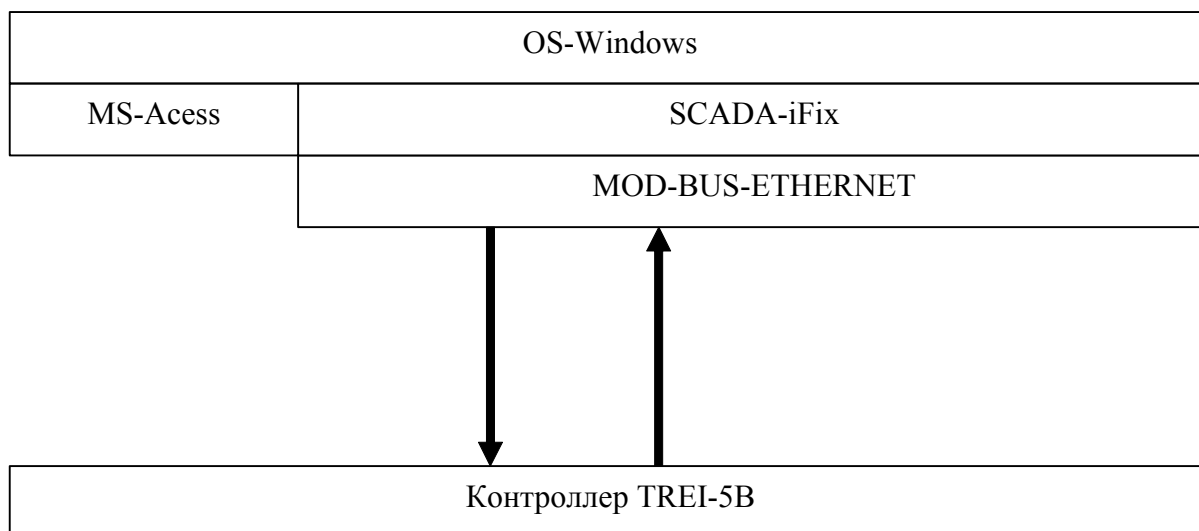 OS-Windows
MS-Acess
SCADA-iFix
MOD-BUS-ETHERNET
Контроллер TREI-5B